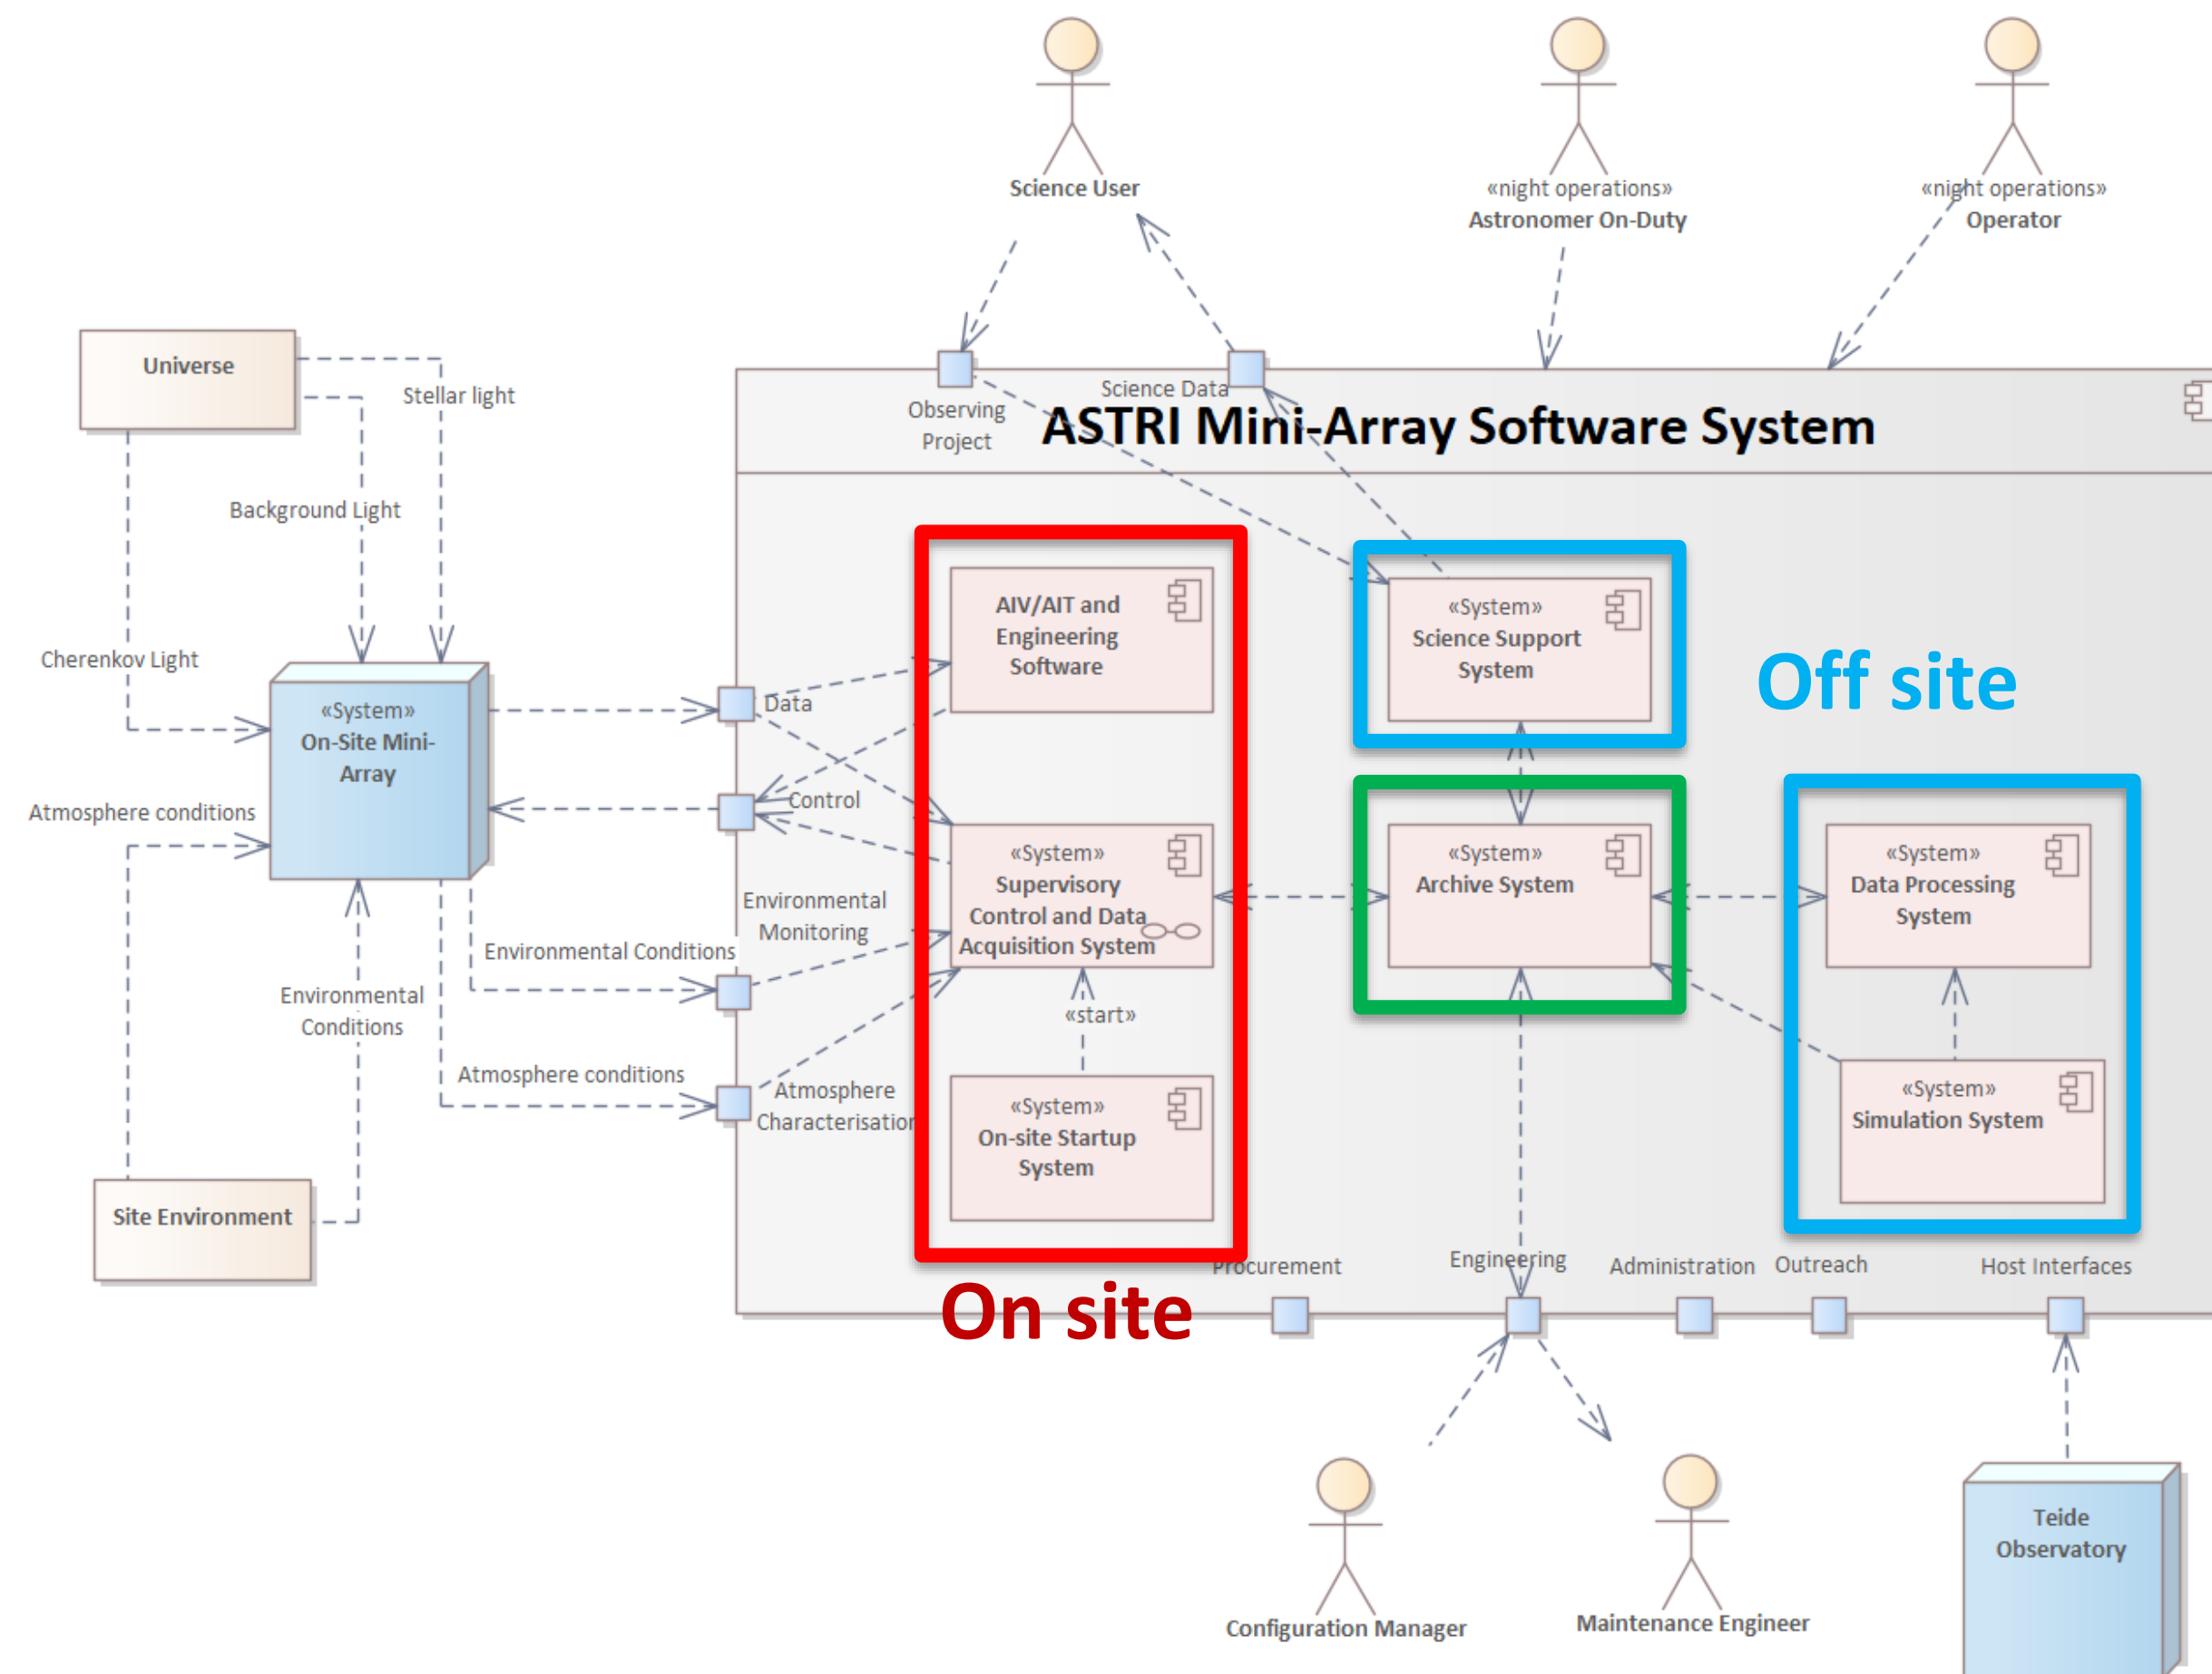 Science User
«night operations»
Astronomer On-Duty
«night operations»
Operator
Universe
Stellar light
Science Data
Observing
Project
ASTRI Mini-Array Software System
Background Light
AIV/AIT and
Engineering
Software
«System»
Science Support
System
Off site
Cherenkov Light
«System»
On-Site Mini-
Array
Data
Control
Atmosphere conditions
«System»
Supervisory
Control and Data
Acquisition System
«System»
Archive System
«System»
Data Processing
System
Environmental
Monitoring
Environmental Conditions
Environmental
Conditions
«start»
Atmosphere conditions
Atmosphere
Characterisation
«System»
On-site Startup
System
«System»
Simulation System
Site Environment
Procurement
Engineering
Administration
Outreach
Host Interfaces
On site
Teide
Observatory
Configuration Manager
Maintenance Engineer